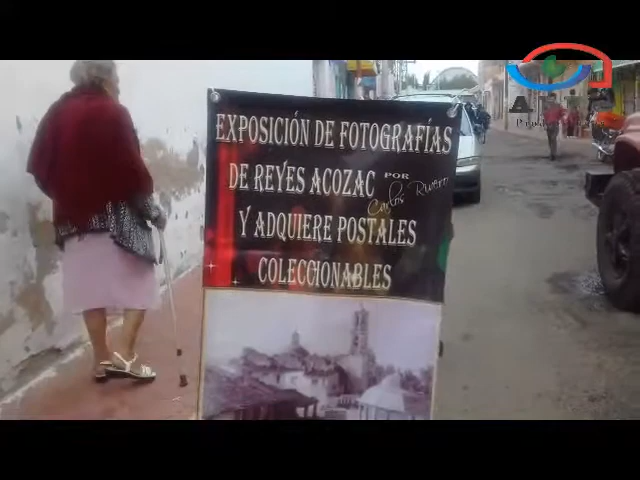 EXPOSICIÓN DE FOTOGRAFÍAS
DE REYES ACOZAC POR Carlos Rivero
Y ADQUIERE POSTALES
COLECCIONABLES